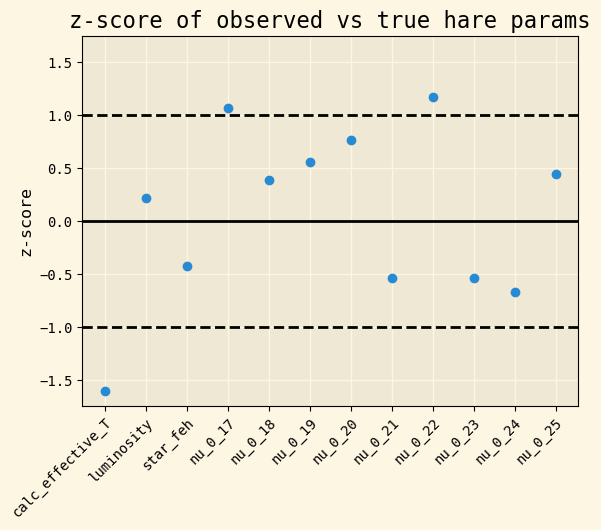 z-score of observed vs true hare params
z-score
1.5
1.0
0.5
0.0
−0.5
−1.0
−1.5
calc_effective_T
luminosity
star_feh
nu_0_17
nu_0_18
nu_0_19
nu_0_20
nu_0_21
nu_0_22
nu_0_23
nu_0_24
nu_0_25